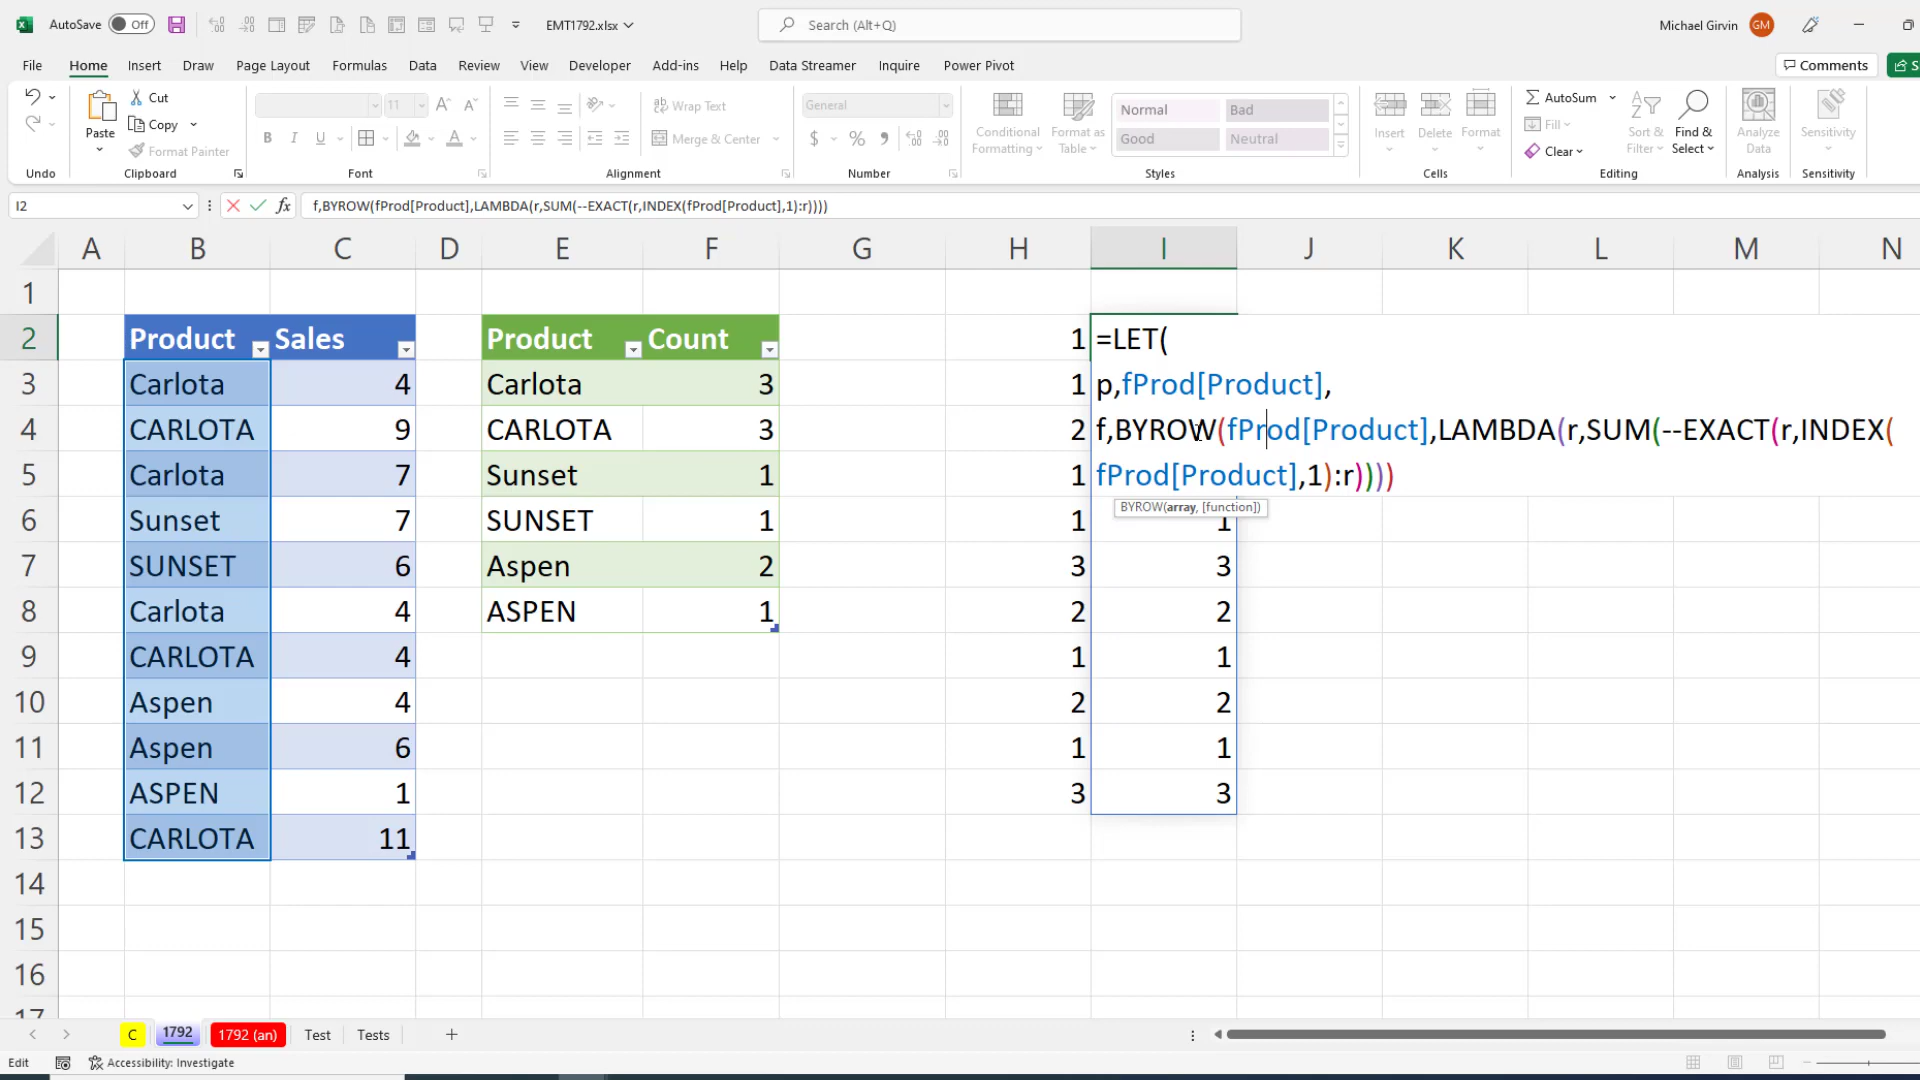 AutoSave Off EMT1792.xlsx Search (Alt+Q) Michael Girvin GM
File Home Insert Draw Page Layout Formulas Data Review View Developer Add-ins Help Data Streamer Inquire Power Pivot Comments S
Paste Cut Copy Format Painter
11
B I U A
Wrap Text
Merge & Center
General
$ %
Conditional Formatting
Format as Table
Normal Bad
Good Neutral
Insert Delete Format
AutoSum
Fill
Clear
Sort & Filter
Find & Select
Analyze Data
Sensitivity
Undo Clipboard Font Alignment Number Styles Cells Editing Analysis Sensitivity
I2 fx f,BYROW(fProd[Product],LAMBDA(r,SUM(--EXACT(r,INDEX(fProd[Product],1):r))))
A B C D E F G H I J K L M N
1
2 Product Sales Product Count 1 =LET(
3 Carlota 4 Carlota 3 1 p,fProd[Product],
4 CARLOTA 9 CARLOTA 3 2 f,BYROW(fProd[Product],LAMBDA(r,SUM(--EXACT(r,INDEX(
5 Carlota 7 Sunset 1 1 fProd[Product],1):r))))
BYROW(array, [function])
6 Sunset 7 SUNSET 1 1 1
7 SUNSET 6 Aspen 2 3 3
8 Carlota 4 ASPEN 1 2 2
9 CARLOTA 4 1 1
10 Aspen 4 2 2
11 Aspen 6 1 1
12 ASPEN 1 3 3
13 CARLOTA 11
14
15
16
17
C 1792 1792 (an) Test Tests
Edit Accessibility: Investigate